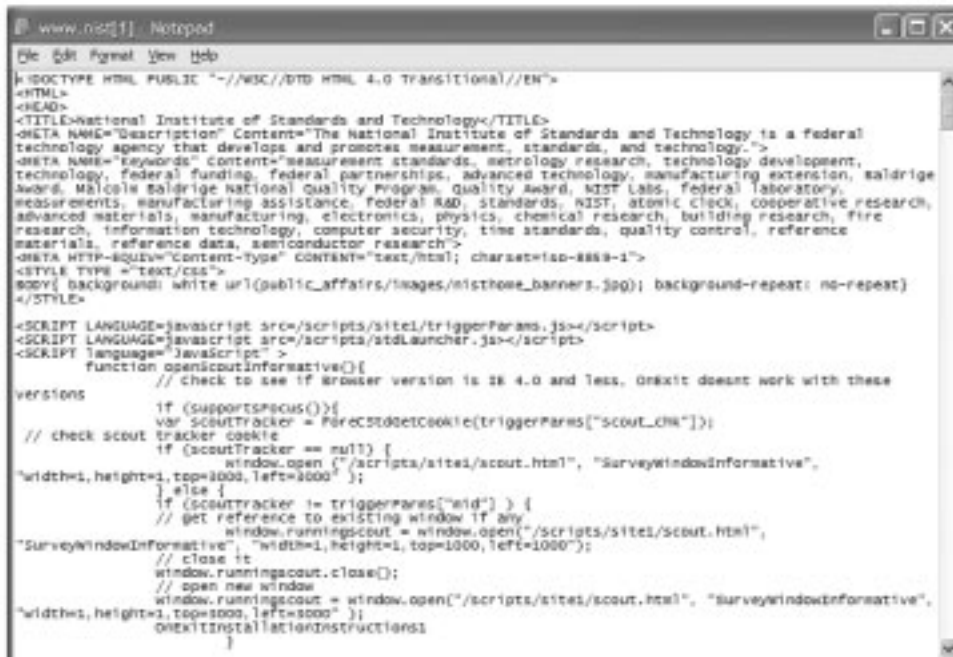 www.nist[1] - Notepad
File Edit Format View Help
<!DOCTYPE HTML PUBLIC "-//W3C//DTD HTML 4.0 Transitional//EN">
<HTML>
<HEAD>
<TITLE>National Institute of Standards and Technology</TITLE>
<META NAME="Description" Content="The National Institute of Standards and Technology is a federal
technology agency that develops and promotes measurement, standards, and technology.">
<META NAME="Keywords" Content="measurement standards, metrology research, technology development,
technology, federal funding, federal partnerships, advanced technology, manufacturing extension, Baldrige
Award, Malcolm Baldrige National Quality Program, Quality Award, NIST Labs, federal laboratory,
measurements, manufacturing assistance, federal R&D, standards, NIST, atomic clock, cooperative research,
advanced materials, manufacturing, electronics, physics, chemical research, building research, fire
research, information technology, computer security, time standards, quality control, reference
materials, reference data, semiconductor research">
<META HTTP-EQUIV="Content-Type" CONTENT="text/html; charset=iso-8859-1">
<STYLE TYPE ="text/css">
BODY{ background: white url(public_affairs/images/nisthome_banners.jpg); background-repeat: no-repeat}
</STYLE>
<SCRIPT LANGUAGE=javascript src=/scripts/site1/triggerParams.js></script>
<SCRIPT LANGUAGE=javascript src=/scripts/stdLauncher.js></script>
<SCRIPT language="JavaScript" >
function openScoutInformative(){
// Check to see if Browser version is IE 4.0 and less, OnExit doesnt work with these
versions
if (supportsFocus()){
var scoutTracker = ForeCStdGetCookie(triggerParms["scout_chk"]);
// check scout tracker cookie
if (scoutTracker == null) {
window.open ("/scripts/site1/scout.html", "SurveyWindowInformative",
"width=1,height=1,top=3000,left=3000" );
} else {
if (scoutTracker != triggerParms["mid"] ) {
// get reference to existing window if any
window.runningscout = window.open("/scripts/site1/scout.html",
"SurveyWindowInformative", "width=1,height=1,top=1000,left=1000");
// close it
window.runningscout.close();
// open new window
window.runningscout = window.open("/scripts/site1/scout.html", "SurveyWindowInformative",
"width=1,height=1,top=3000,left=3000" );
OnExitInstallationInstructions1
}